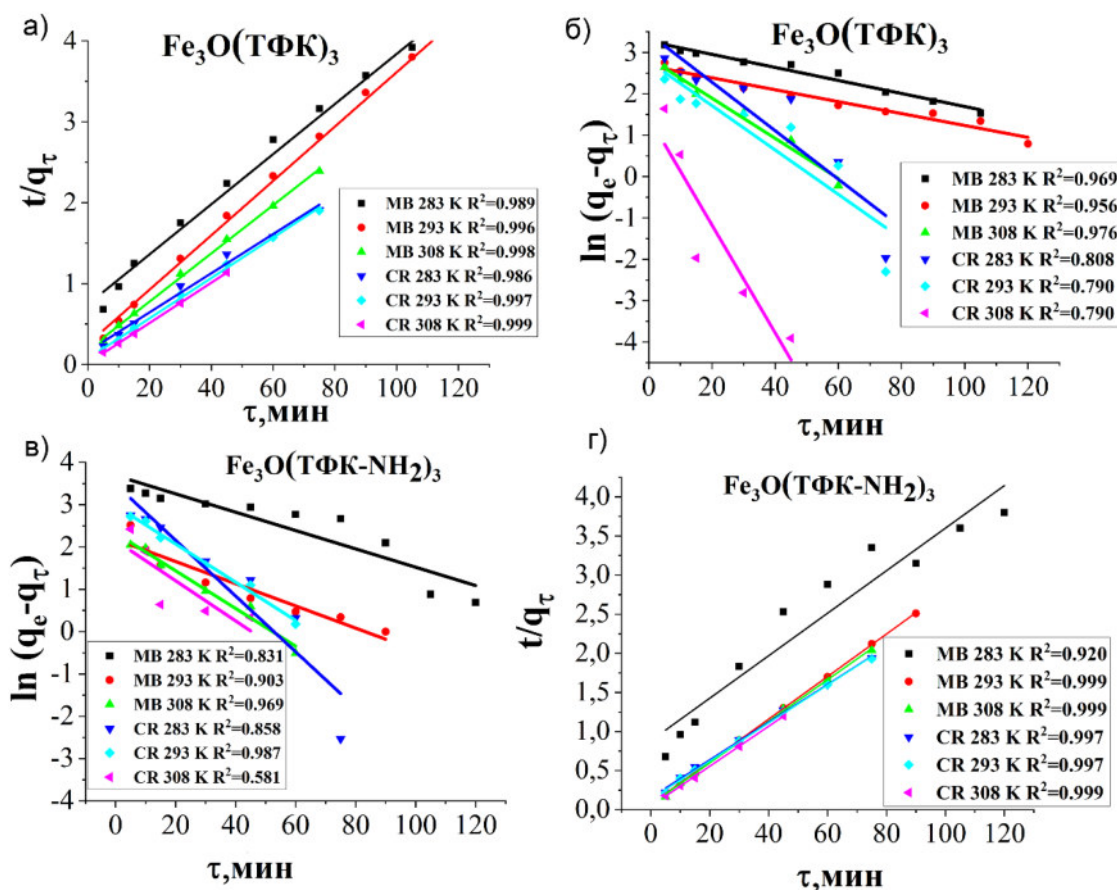 а)
Fe₃O(ТФК)₃
t/qτ
4
3
2
1
0
MB 283 K R²=0.989
MB 293 K R²=0.996
MB 308 K R²=0.998
CR 283 K R²=0.986
CR 293 K R²=0.997
CR 308 K R²=0.999
0 20 40 60 80 100 120
τ,мин
б)
Fe₃O(ТФК)₃
ln (qₑ-qτ)
3
2
1
0
-1
-2
-3
-4
MB 283 K R²=0.969
MB 293 K R²=0.956
MB 308 K R²=0.976
CR 283 K R²=0.808
CR 293 K R²=0.790
CR 308 K R²=0.790
0 20 40 60 80 100 120
τ,мин
в)
Fe₃O(ТФК-NH₂)₃
ln (qₑ-qτ)
4
3
2
1
0
-1
-2
-3
-4
MB 283 K R²=0.831
MB 293 K R²=0.903
MB 308 K R²=0.969
CR 283 K R²=0.858
CR 293 K R²=0.987
CR 308 K R²=0.581
0 20 40 60 80 100 120
τ,мин
г)
Fe₃O(ТФК-NH₂)₃
t/qτ
4,0
3,5
3,0
2,5
2,0
1,5
1,0
0,5
0,0
MB 283 K R²=0.920
MB 293 K R²=0.999
MB 308 K R²=0.999
CR 283 K R²=0.997
CR 293 K R²=0.997
CR 308 K R²=0.999
0 20 40 60 80 100 120
τ,мин